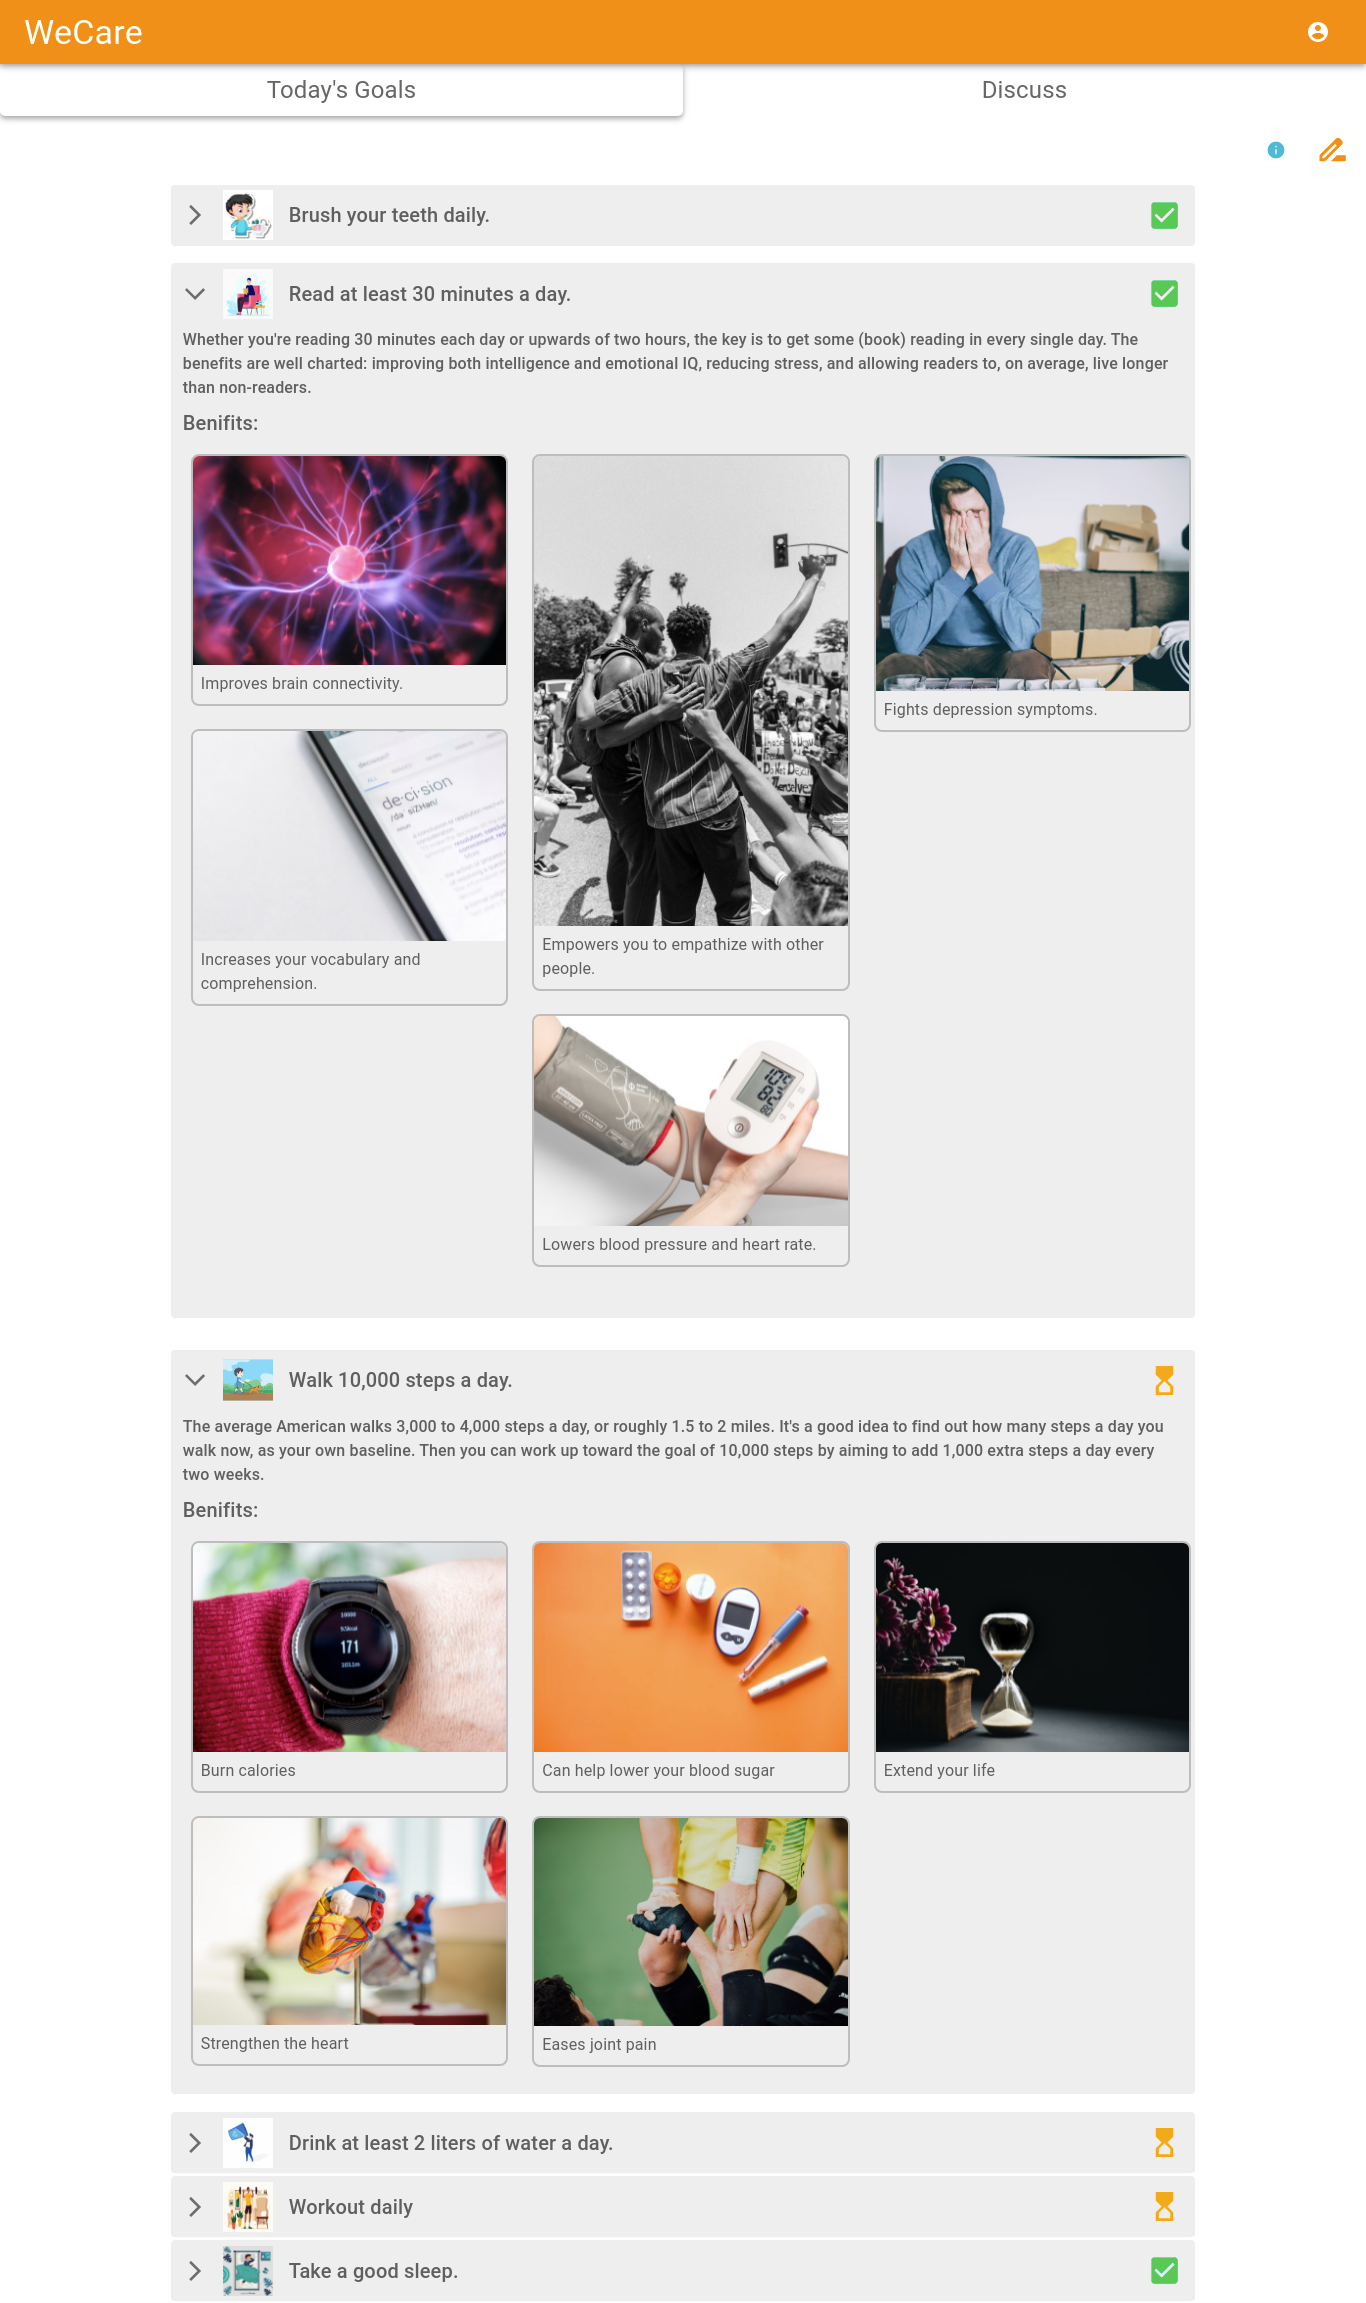 WeCare
Today's Goals
Discuss
Brush your teeth daily.
Read at least 30 minutes a day.
Whether you're reading 30 minutes each day or upwards of two hours, the key is to get some (book) reading in every single day. The
benefits are well charted: improving both intelligence and emotional IQ, reducing stress, and allowing readers to, on average, live longer
than non-readers.
Benifits:
Improves brain connectivity.
de·ci·sion
Increases your vocabulary and
comprehension.
Empowers you to empathize with other
people.
Lowers blood pressure and heart rate.
Fights depression symptoms.
Walk 10,000 steps a day.
The average American walks 3,000 to 4,000 steps a day, or roughly 1.5 to 2 miles. It's a good idea to find out how many steps a day you
walk now, as your own baseline. Then you can work up toward the goal of 10,000 steps by aiming to add 1,000 extra steps a day every
two weeks.
Benifits:
171
Burn calories
Can help lower your blood sugar
Extend your life
Strengthen the heart
Eases joint pain
Drink at least 2 liters of water a day.
Workout daily
Take a good sleep.